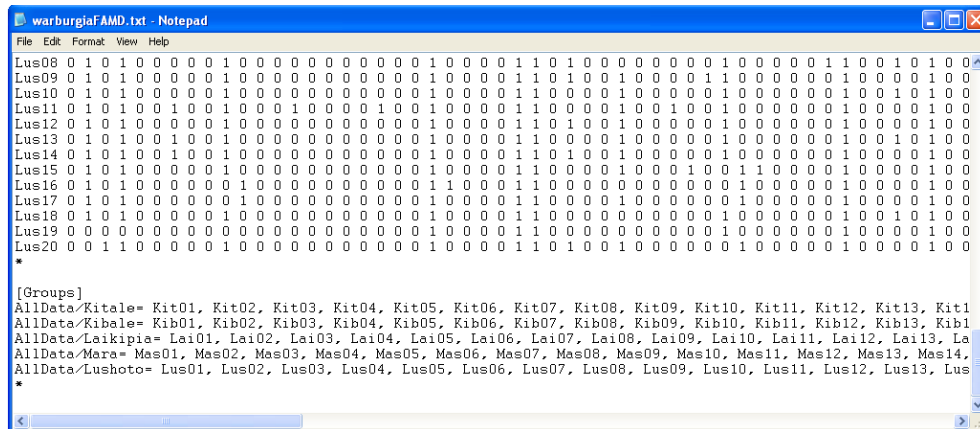 warburgiaFAMD.txt - Notepad
File Edit Format View Help
Lus08 0 1 0 1 0 0 0 0 0 1 0 0 0 0 0 0 0 0 0 0 0 1 0 0 0 0 1 1 0 1 0 0 0 0 0 0 0 0 1 0 0 0 0 0 1 1 0 0 1 0 1 0 0
Lus09 0 1 0 1 0 0 0 0 0 1 0 0 0 0 0 0 0 0 0 0 0 1 0 0 0 0 1 1 0 1 0 0 1 0 0 0 0 1 1 0 0 0 0 0 0 1 0 0 0 0 1 0 0
Lus10 0 1 0 1 0 0 0 0 0 1 0 0 0 0 0 0 0 0 0 0 0 1 0 0 0 0 1 1 0 0 0 0 1 0 0 0 0 0 1 0 0 0 0 0 0 1 0 0 1 0 1 0 0
Lus11 0 1 0 1 0 0 1 0 0 1 0 0 0 1 0 0 0 0 1 0 0 1 0 0 0 0 1 1 0 0 0 0 1 0 0 1 0 0 1 0 0 0 0 0 0 1 0 0 0 0 1 0 0
Lus12 0 1 0 1 0 0 0 0 0 1 0 0 0 0 0 0 0 0 0 0 0 1 0 0 0 0 1 1 0 1 0 0 1 0 0 0 0 0 1 0 0 0 0 0 0 1 0 0 0 0 1 0 0
Lus13 0 1 0 1 0 0 1 0 0 1 0 0 0 0 0 0 0 0 0 0 0 1 0 0 0 0 1 1 0 0 0 0 1 0 0 0 0 0 1 0 0 0 0 0 0 1 0 0 1 0 1 0 0
Lus14 0 1 0 1 0 0 1 0 0 1 0 0 0 0 0 0 0 0 0 0 0 1 0 0 0 0 1 1 0 1 0 0 1 0 0 0 0 0 1 0 0 0 0 0 0 1 0 0 0 0 1 0 0
Lus15 0 1 0 1 0 0 0 0 0 1 0 0 0 0 0 0 0 0 0 0 0 1 0 0 0 0 1 1 0 0 0 0 1 0 0 0 1 0 0 1 1 0 0 0 0 1 0 0 0 0 1 0 0
Lus16 0 1 0 1 0 0 0 0 0 0 1 0 0 0 0 0 0 0 0 0 0 1 1 0 0 0 1 1 0 0 0 0 0 0 0 0 0 0 0 1 0 0 0 0 0 0 0 0 0 0 1 0 0
Lus17 0 1 0 1 0 0 0 0 0 0 1 0 0 0 0 0 0 0 0 0 0 1 0 0 0 0 1 1 0 0 0 0 1 0 0 0 0 0 0 1 0 0 0 0 0 1 0 0 0 0 1 0 0
Lus18 0 1 0 1 0 0 0 0 0 1 0 0 0 0 0 0 0 0 0 0 0 1 0 0 0 0 1 1 0 0 0 0 1 0 0 0 0 0 1 0 0 0 0 0 0 1 0 0 1 0 1 0 0
Lus19 0 0 0 0 0 0 0 0 0 0 0 0 0 0 0 0 0 0 0 0 0 1 0 0 0 0 1 1 0 0 0 0 0 0 0 0 0 0 1 0 0 0 0 0 0 1 0 0 0 0 1 0 0
Lus20 0 0 1 1 0 0 0 0 0 1 0 0 0 0 0 0 0 0 0 0 0 1 0 0 0 0 1 1 0 1 0 0 1 0 0 0 0 0 0 1 0 0 0 0 0 1 0 0 0 0 1 0 0
*
[Groups]
AllData/Kitale= Kit01, Kit02, Kit03, Kit04, Kit05, Kit06, Kit07, Kit08, Kit09, Kit10, Kit11, Kit12, Kit13, Kit1
AllData/Kibale= Kib01, Kib02, Kib03, Kib04, Kib05, Kib06, Kib07, Kib08, Kib09, Kib10, Kib11, Kib12, Kib13, Kib1
AllData/Laikipia= Lai01, Lai02, Lai03, Lai04, Lai05, Lai06, Lai07, Lai08, Lai09, Lai10, Lai11, Lai12, Lai13, La
AllData/Mara= Mas01, Mas02, Mas03, Mas04, Mas05, Mas06, Mas07, Mas08, Mas09, Mas10, Mas11, Mas12, Mas13, Mas14,
AllData/Lushoto= Lus01, Lus02, Lus03, Lus04, Lus05, Lus06, Lus07, Lus08, Lus09, Lus10, Lus11, Lus12, Lus13, Lus
*